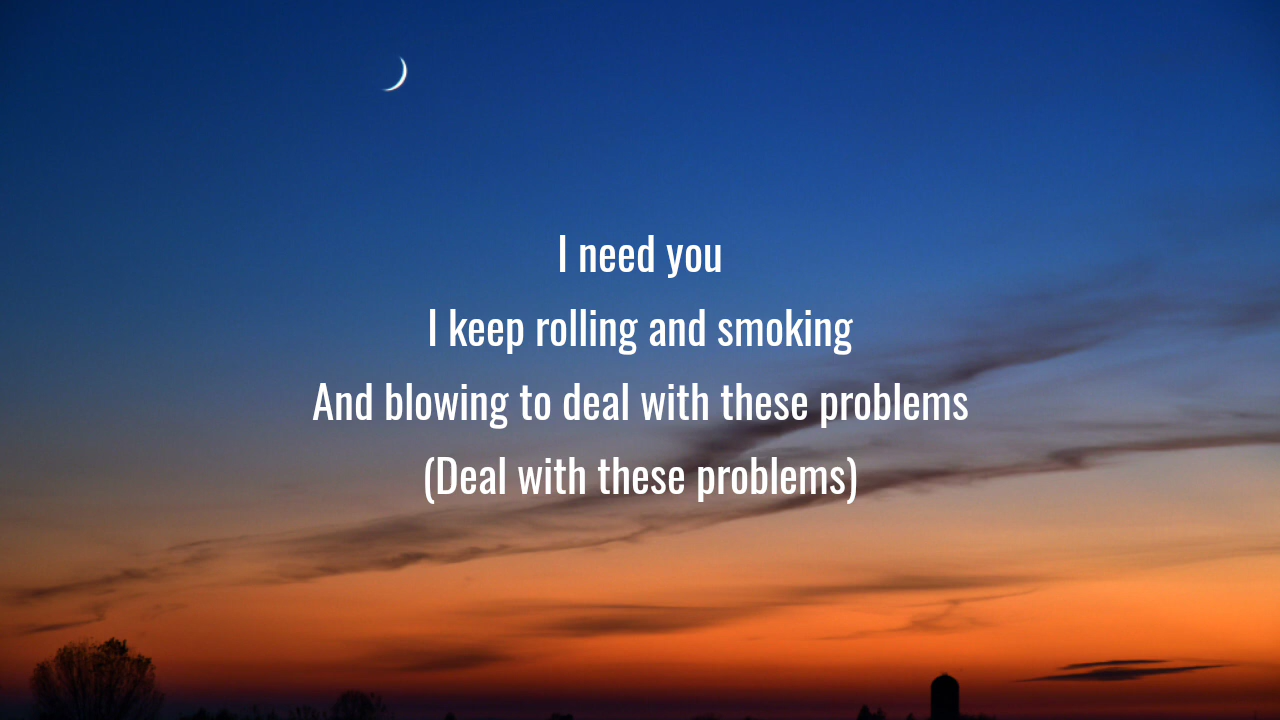 I need you
I keep rolling and smoking
And blowing to deal with these problems
(Deal with these problems)